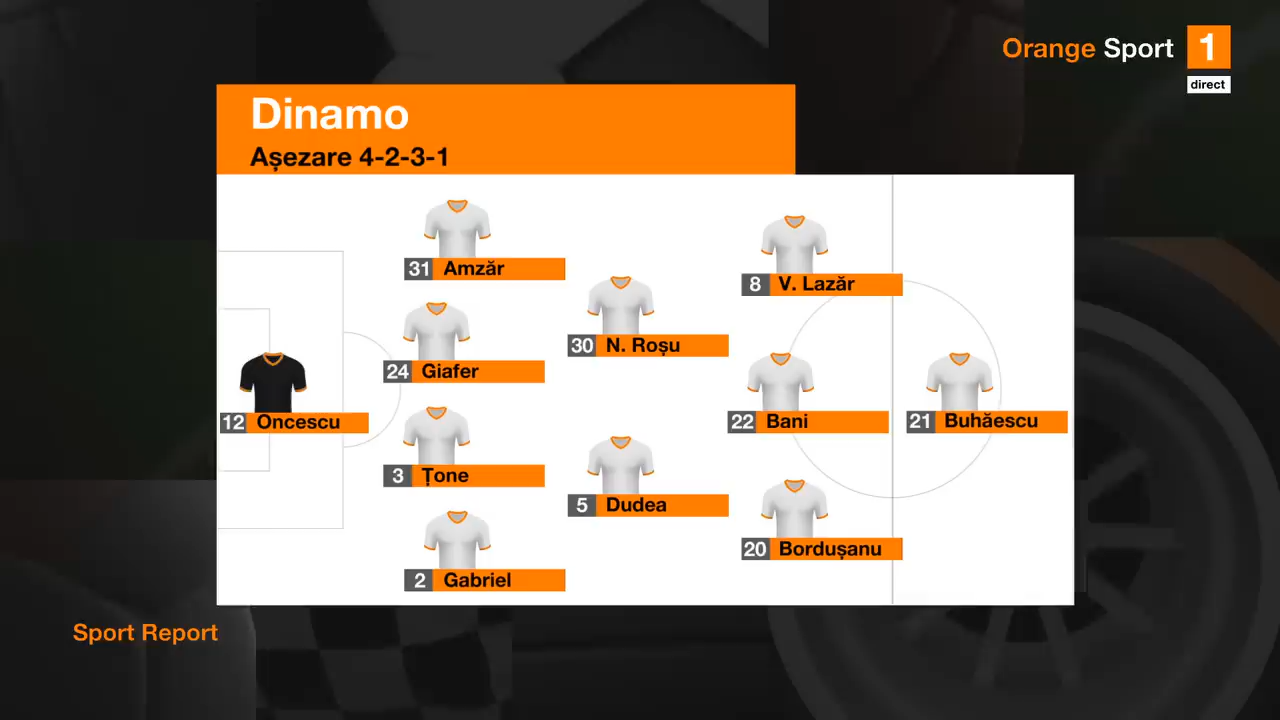 Orange Sport 1
direct
Dinamo
Așezare 4-2-3-1
31 Amzăr
8 V. Lazăr
30 N. Roșu
24 Giafer
12 Oncescu
22 Bani
21 Buhăescu
3 Țone
5 Dudea
20 Bordușanu
2 Gabriel
Sport Report